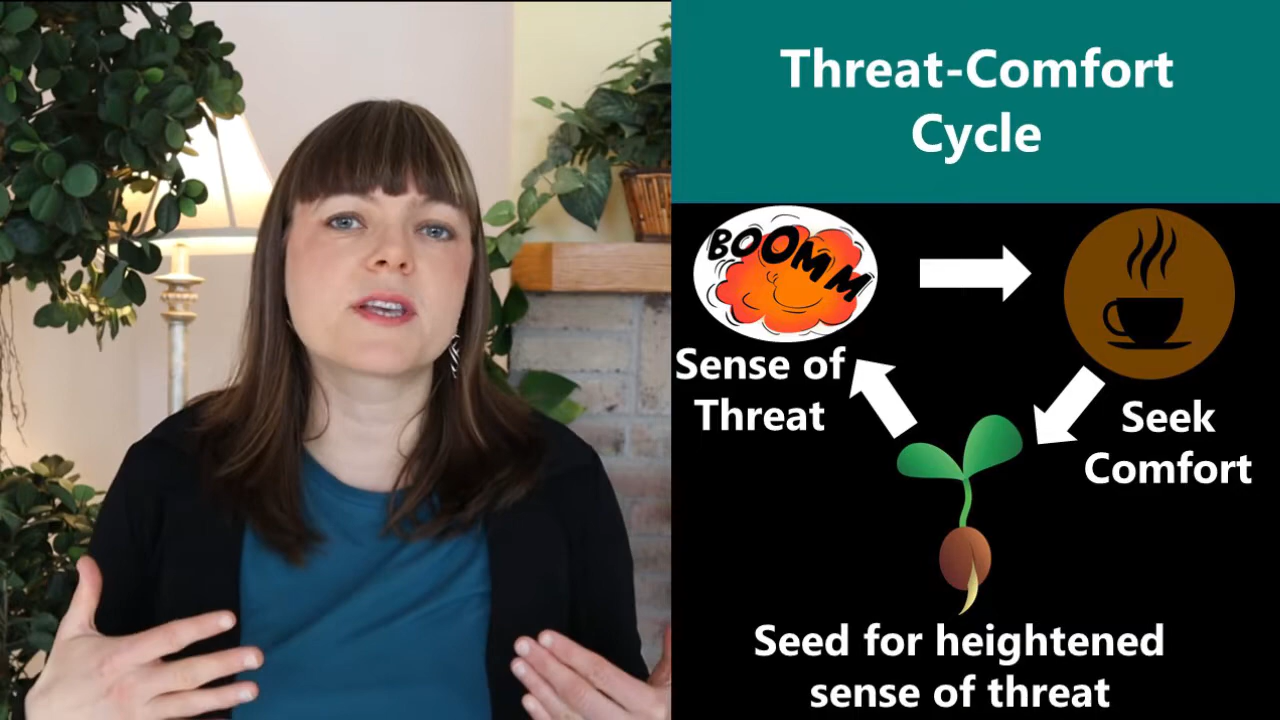 Threat-Comfort
Cycle
BOOMM
Sense of
Threat
Seek
Comfort
Seed for heightened
sense of threat